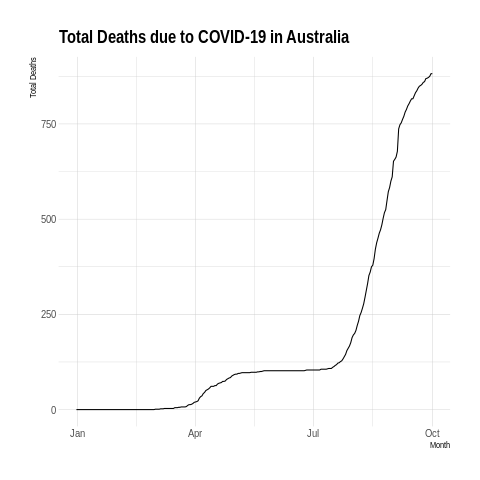 Total Deaths due to COVID-19 in Australia
Total Deaths
750
500
250
0
Jan Apr Jul Oct
Month